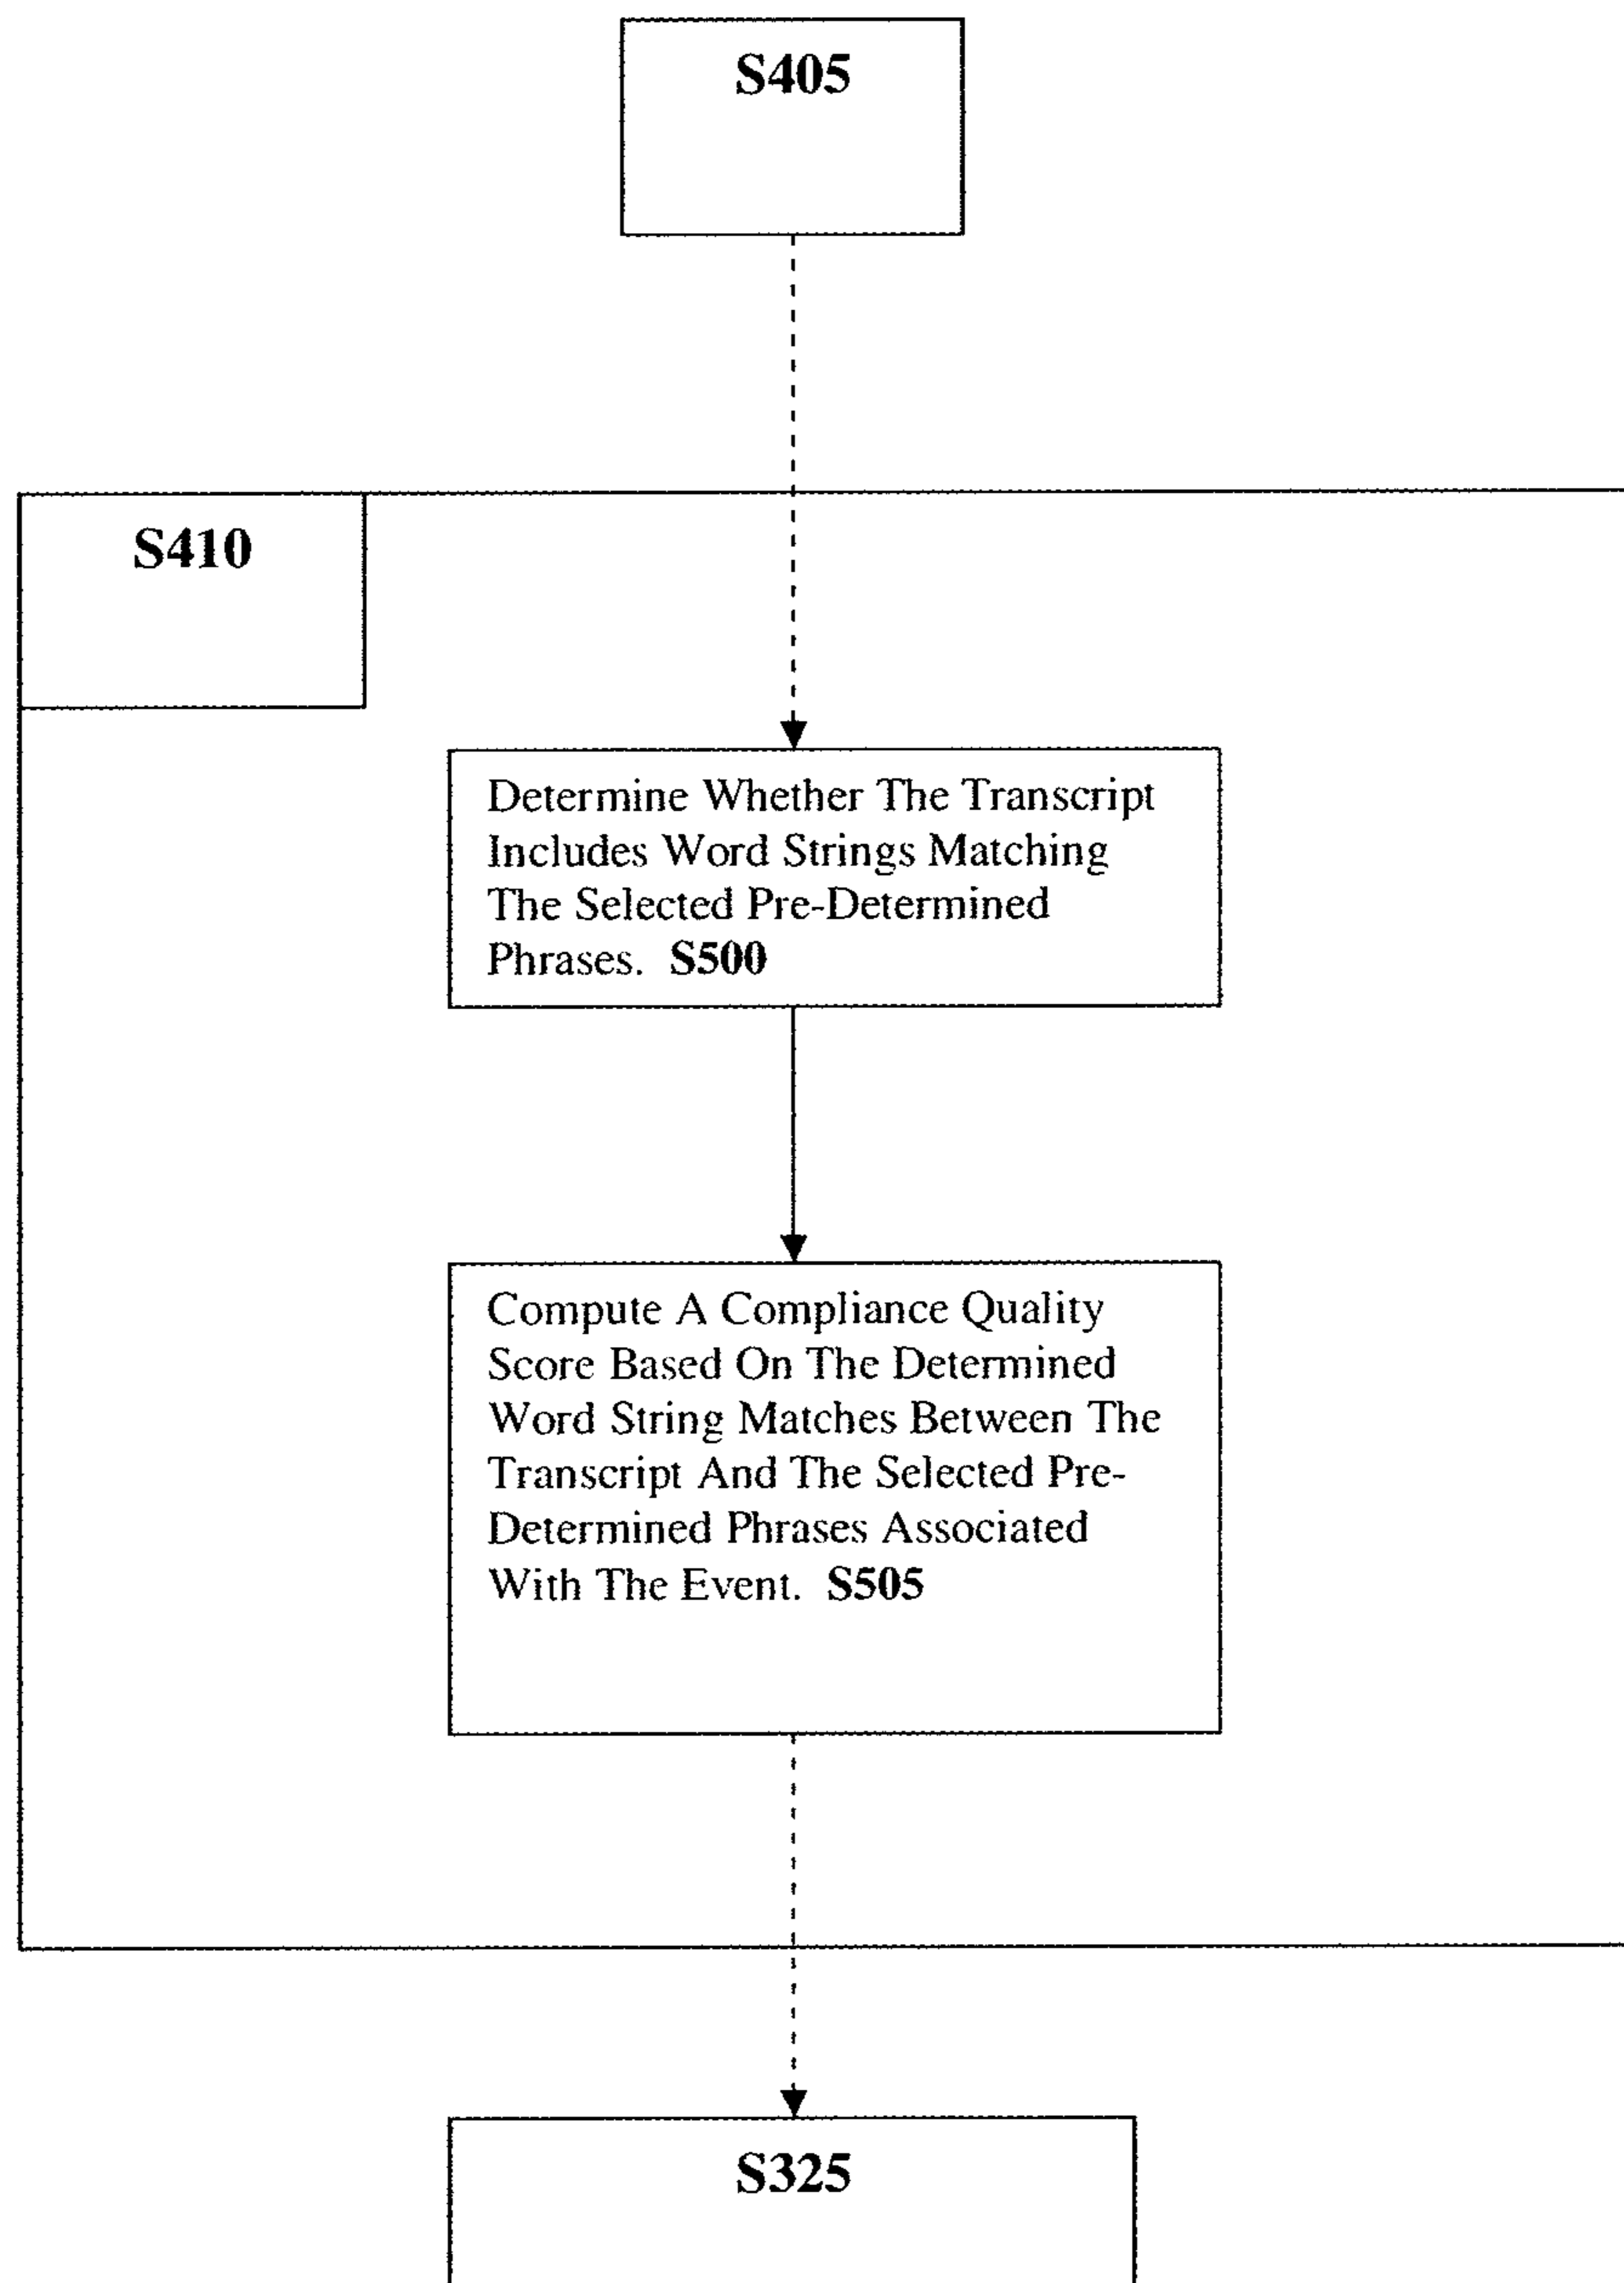 S405
S410
Determine Whether The Transcript
Includes Word Strings Matching
The Selected Pre-Determined
Phrases. S500
Compute A Compliance Quality
Score Based On The Determined
Word String Matches Between The
Transcript And The Selected Pre-
Determined Phrases Associated
With The Event. S505
S325